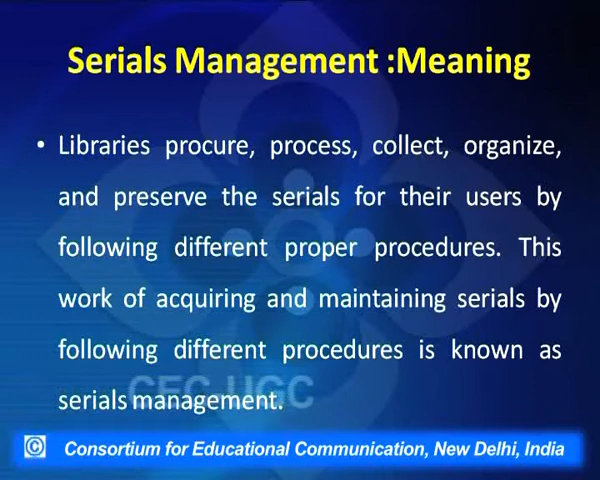 Serials Management :Meaning
• Libraries procure, process, collect, organize,
and preserve the serials for their users by
following different proper procedures. This
work of acquiring and maintaining serials by
following different procedures is known as
serials management.
CEC-UGC
© Consortium for Educational Communication, New Delhi, India